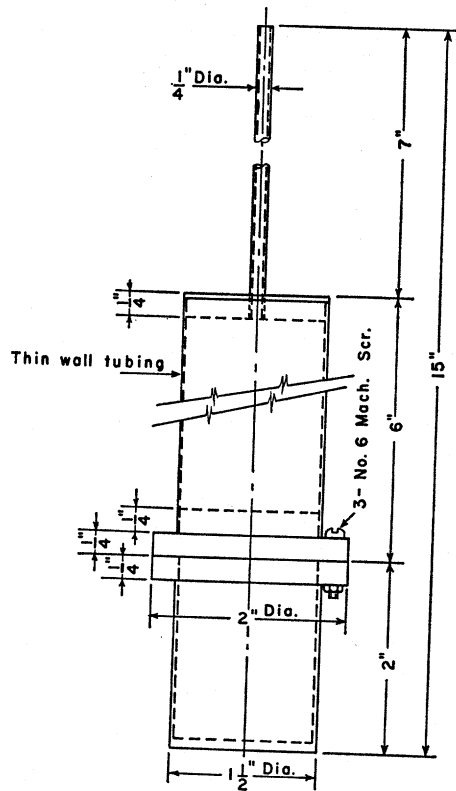 1/4" Dia.
7"
1/4"
Thin wall tubing
15"
3-No. 6 Mach. Scr.
6"
1/4"
1/4"
1/4"
2" Dia.
2"
1 1/2" Dia.